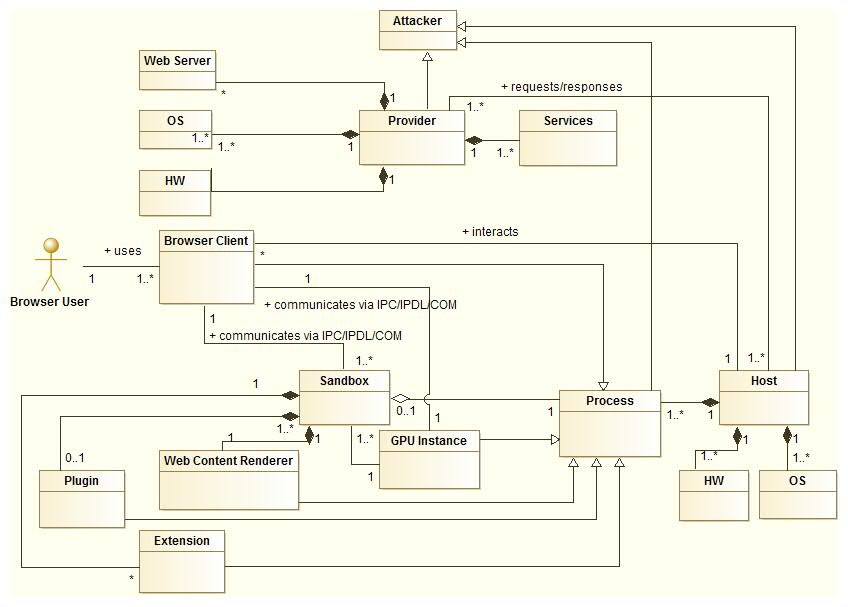 Attacker
Web Server
*
1
+ requests/responses
1..*
OS
1..*
1..*
1
Provider
1
1..*
Services
HW
1
Browser Client
+ interacts
*
+ uses
1
1..*
Browser User
1
+ communicates via IPC/IPDL/COM
1
+ communicates via IPC/IPDL/COM
1..*
1
1..*
1
Sandbox
0..1
1
Process
1..*
1
Host
1..*
1
1
1..*
1
GPU Instance
1
1
1..*
1..*
0..1
Web Content Renderer
1
Plugin
HW
OS
Extension
*